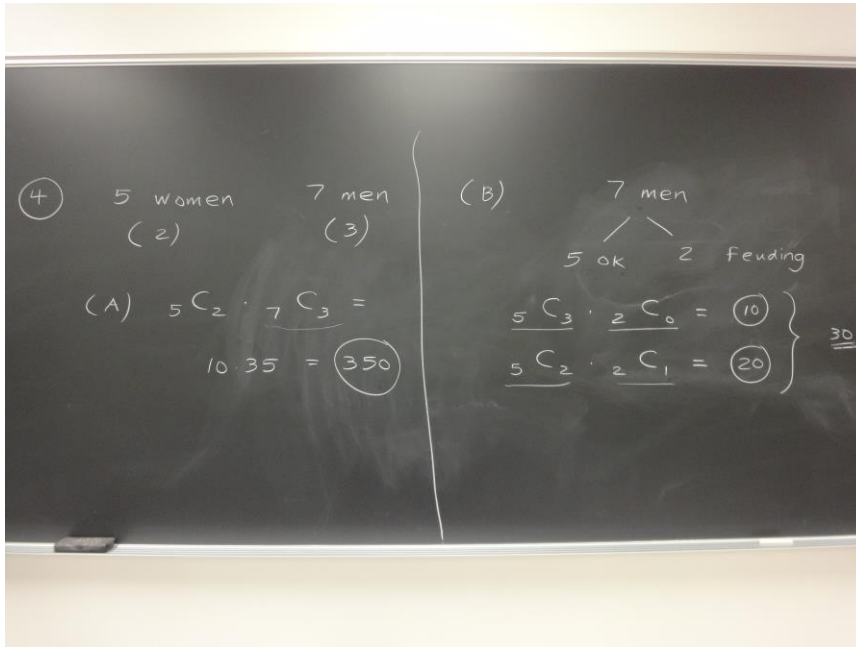 ④ 5 women 7 men
(2) (3)
(A) ₅C₂ · ₇C₃ =
10·35 = 350
(B) 7 men
5 ok 2 Feuding
₅C₃ · ₂C₀ = 10
₅C₂ · ₂C₁ = 20
30